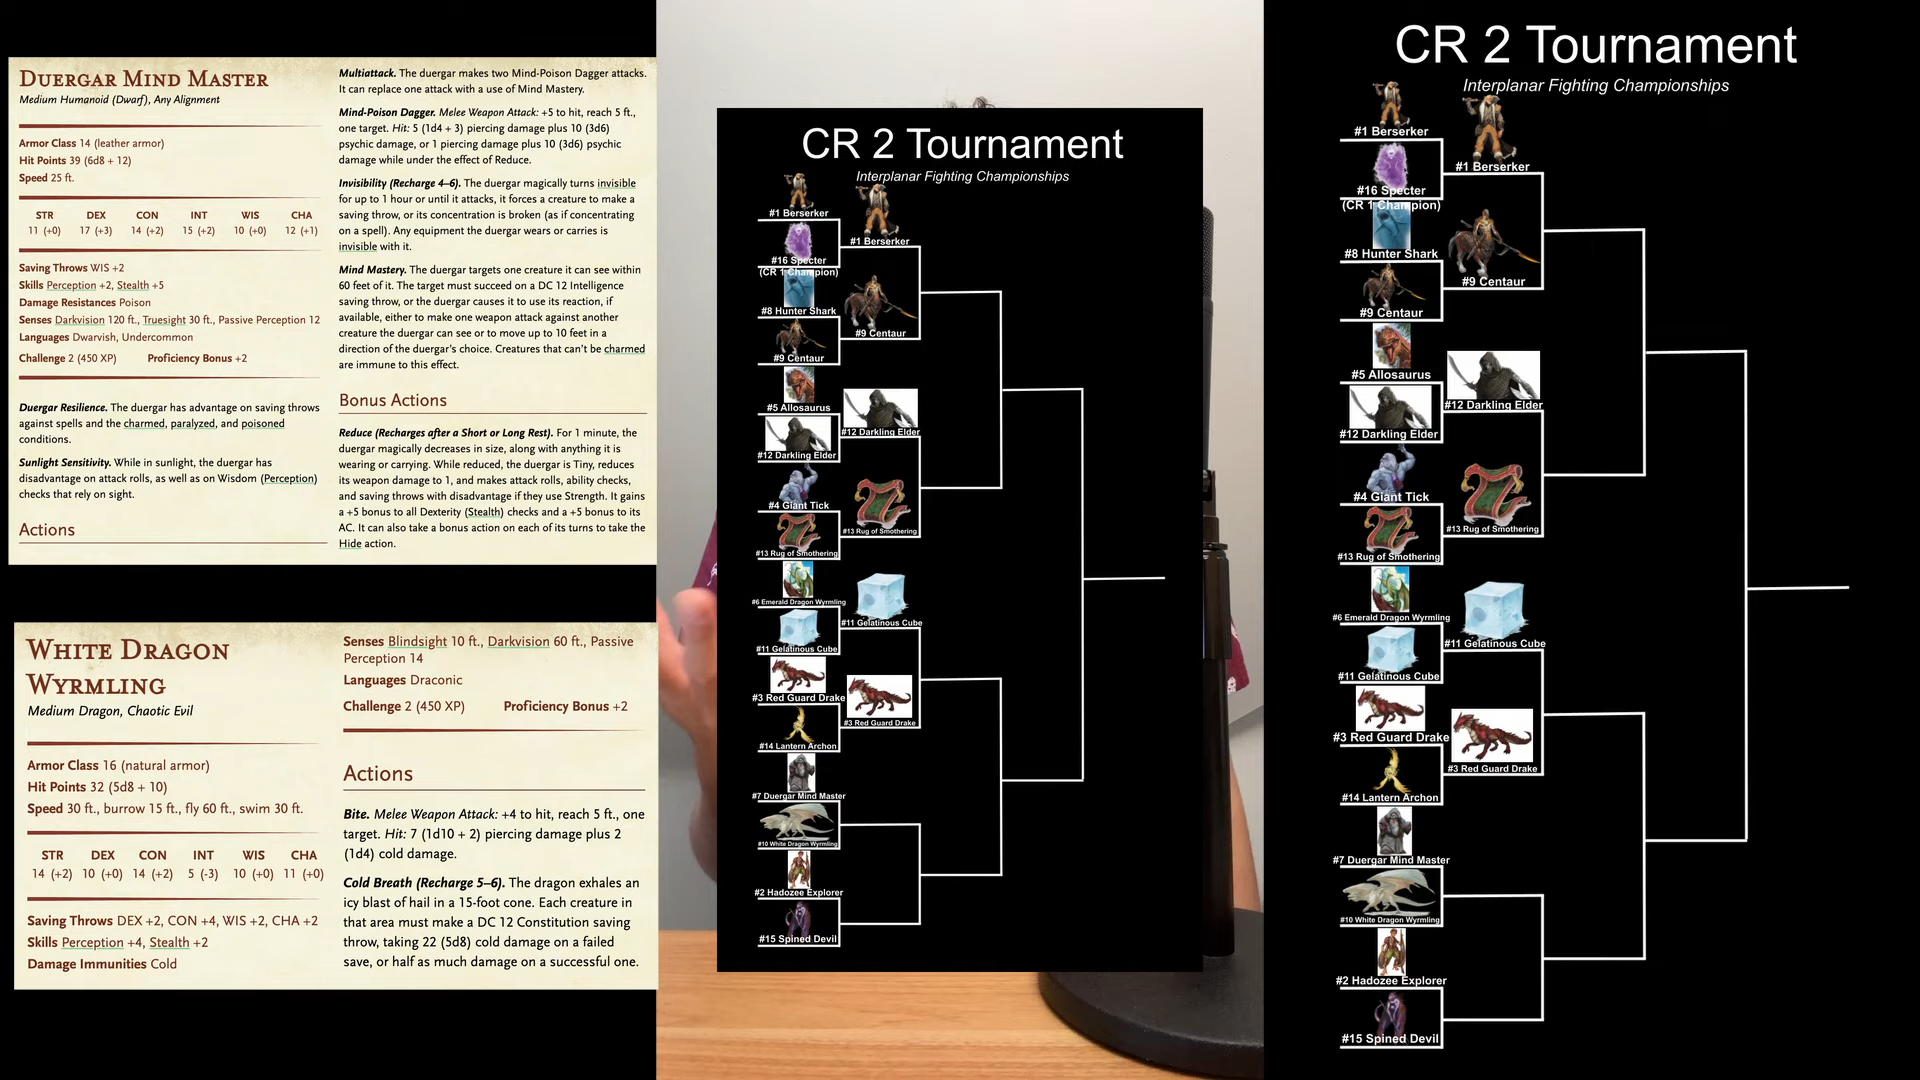 DUERGAR MIND MASTER
Medium Humanoid (Dwarf), Any Alignment
Armor Class 14 (leather armor)
Hit Points 39 (6d8 + 12)
Speed 25 ft.
STR DEX CON INT WIS CHA
11 (+0) 17 (+3) 14 (+2) 15 (+2) 10 (+0) 12 (+1)
Saving Throws WIS +2
Skills Perception +2, Stealth +5
Damage Resistances Poison
Senses Darkvision 120 ft., Truesight 30 ft., Passive Perception 12
Languages Dwarvish, Undercommon
Challenge 2 (450 XP) Proficiency Bonus +2
Duergar Resilience. The duergar has advantage on saving throws
against spells and the charmed, paralyzed, and poisoned
conditions.
Sunlight Sensitivity. While in sunlight, the duergar has
disadvantage on attack rolls, as well as on Wisdom (Perception)
checks that rely on sight.
Actions
Multiattack. The duergar makes two Mind-Poison Dagger attacks.
It can replace one attack with a use of Mind Mastery.
Mind-Poison Dagger. Melee Weapon Attack: +5 to hit, reach 5 ft.,
one target. Hit: 5 (1d4 + 3) piercing damage plus 10 (3d6)
psychic damage, or 1 piercing damage plus 10 (3d6) psychic
damage while under the effect of Reduce.
Invisibility (Recharge 4–6). The duergar magically turns invisible
for up to 1 hour or until it attacks, it forces a creature to make a
saving throw, or its concentration is broken (as if concentrating
on a spell). Any equipment the duergar wears or carries is
invisible with it.
Mind Mastery. The duergar targets one creature it can see within
60 feet of it. The target must succeed on a DC 12 Intelligence
saving throw, or the duergar causes it to use its reaction, if
available, either to make one weapon attack against another
creature the duergar can see or to move up to 10 feet in a
direction of the duergar's choice. Creatures that can't be charmed
are immune to this effect.
Bonus Actions
Reduce (Recharges after a Short or Long Rest). For 1 minute, the
duergar magically decreases in size, along with anything it is
wearing or carrying. While reduced, the duergar is Tiny, reduces
its weapon damage to 1, and makes attack rolls, ability checks,
and saving throws with disadvantage if they use Strength. It gains
a +5 bonus to all Dexterity (Stealth) checks and a +5 bonus to its
AC. It can also take a bonus action on each of its turns to take the
Hide action.
WHITE DRAGON
WYRMLING
Medium Dragon, Chaotic Evil
Armor Class 16 (natural armor)
Hit Points 32 (5d8 + 10)
Speed 30 ft., burrow 15 ft., fly 60 ft., swim 30 ft.
STR DEX CON INT WIS CHA
14 (+2) 10 (+0) 14 (+2) 5 (-3) 10 (+0) 11 (+0)
Saving Throws DEX +2, CON +4, WIS +2, CHA +2
Skills Perception +4, Stealth +2
Damage Immunities Cold
Senses Blindsight 10 ft., Darkvision 60 ft., Passive
Perception 14
Languages Draconic
Challenge 2 (450 XP) Proficiency Bonus +2
Actions
Bite. Melee Weapon Attack: +4 to hit, reach 5 ft., one
target. Hit: 7 (1d10 + 2) piercing damage plus 2
(1d4) cold damage.
Cold Breath (Recharge 5–6). The dragon exhales an
icy blast of hail in a 15-foot cone. Each creature in
that area must make a DC 12 Constitution saving
throw, taking 22 (5d8) cold damage on a failed
save, or half as much damage on a successful one.
CR 2 Tournament
Interplanar Fighting Championships
#1 Berserker
#1 Berserker
#16 Specter
(CR 1 Champion)
#8 Hunter Shark
#9 Centaur
#9 Centaur
#5 Allosaurus
#12 Darkling Elder
#12 Darkling Elder
#4 Giant Tick
#13 Rug of Smothering
#13 Rug of Smothering
#6 Emerald Dragon Wyrmling
#11 Gelatinous Cube
#11 Gelatinous Cube
#3 Red Guard Drake
#3 Red Guard Drake
#14 Lantern Archon
#7 Duergar Mind Master
#10 White Dragon Wyrmling
#2 Hadozee Explorer
#15 Spined Devil
CR 2 Tournament
Interplanar Fighting Championships
#1 Berserker
#1 Berserker
#16 Specter
(CR 1 Champion)
#8 Hunter Shark
#9 Centaur
#9 Centaur
#5 Allosaurus
#12 Darkling Elder
#12 Darkling Elder
#4 Giant Tick
#13 Rug of Smothering
#13 Rug of Smothering
#6 Emerald Dragon Wyrmling
#11 Gelatinous Cube
#11 Gelatinous Cube
#3 Red Guard Drake
#3 Red Guard Drake
#14 Lantern Archon
#7 Duergar Mind Master
#10 White Dragon Wyrmling
#2 Hadozee Explorer
#15 Spined Devil